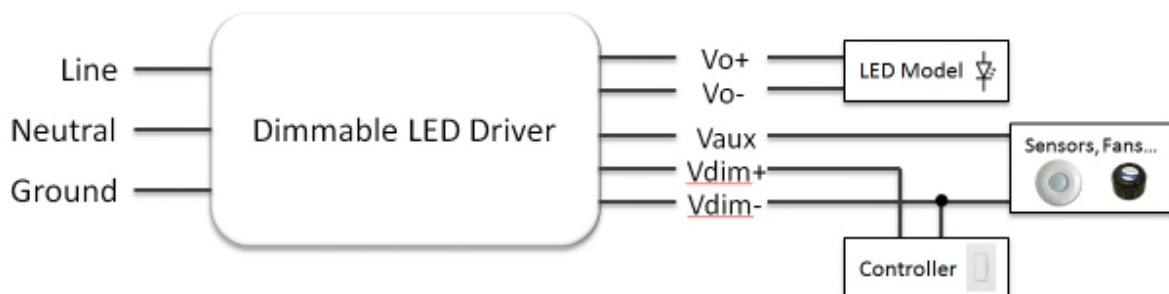 Line
Neutral
Ground
Dimmable LED Driver
Vo+
Vo-
Vaux
Vdim+
Vdim-
LED Model
Sensors, Fans...
Controller